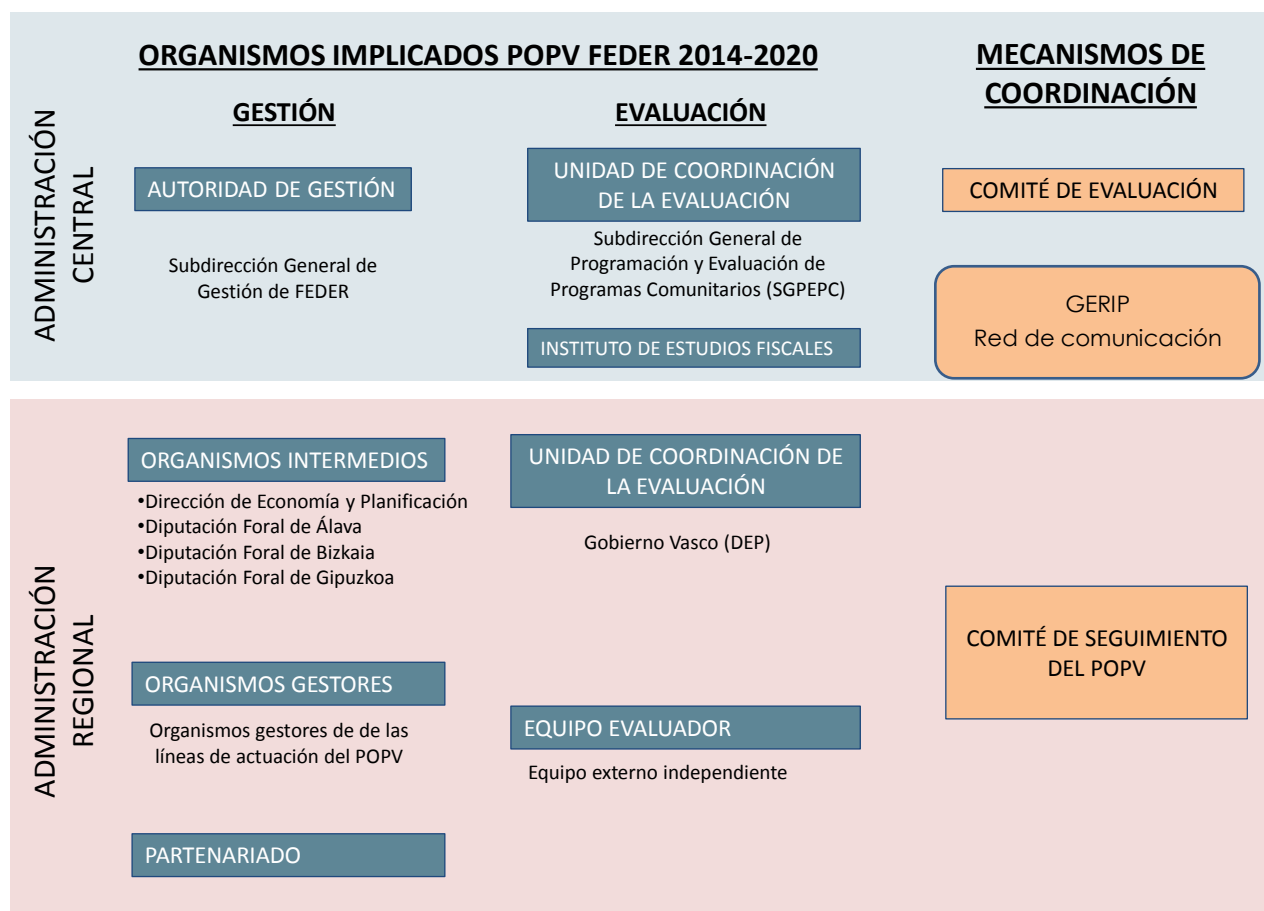 ORGANISMOS IMPLICADOS POPV FEDER 2014-2020
MECANISMOS DE
COORDINACIÓN
GESTIÓN
EVALUACIÓN
ADMINISTRACIÓN
CENTRAL
AUTORIDAD DE GESTIÓN
Subdirección General de
Gestión de FEDER
UNIDAD DE COORDINACIÓN
DE LA EVALUACIÓN
Subdirección General de
Programación y Evaluación de
Programas Comunitarios (SGPEPC)
INSTITUTO DE ESTUDIOS FISCALES
COMITÉ DE EVALUACIÓN
GERIP
Red de comunicación
ADMINISTRACIÓN
REGIONAL
ORGANISMOS INTERMEDIOS
•Dirección de Economía y Planificación
•Diputación Foral de Álava
•Diputación Foral de Bizkaia
•Diputación Foral de Gipuzkoa
ORGANISMOS GESTORES
Organismos gestores de de las
líneas de actuación del POPV
PARTENARIADO
UNIDAD DE COORDINACIÓN DE
LA EVALUACIÓN
Gobierno Vasco (DEP)
EQUIPO EVALUADOR
Equipo externo independiente
COMITÉ DE SEGUIMIENTO
DEL POPV